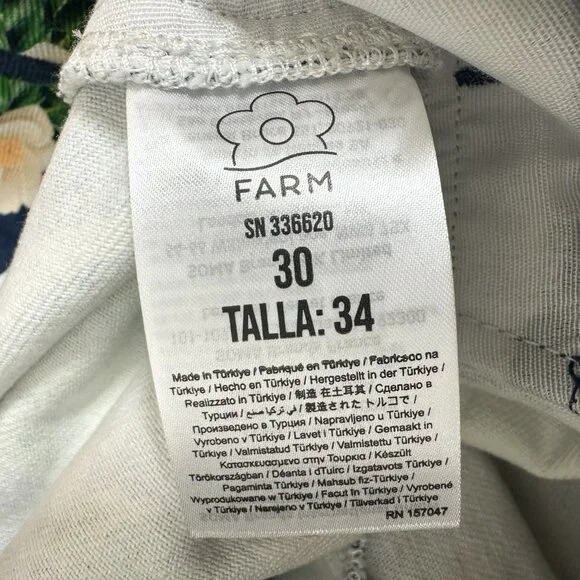 FARM
SN 336620
30
TALLA: 34
Made in Türkiye / Fabriqué en Türkiye / Fabricado na
Türkiye / Hecho en Türkiye / Hergestellt in der Türkiye /
Realizzato in Türkiye / 制造 在土耳其 / Сделано в
Турции / في تركيا صنع / 製造された トルコで /
Произведено в Турция / Napravljeno u Türkiye /
Vyrobeno v Türkiye / Lavet i Türkiye / Gemaakt in
Türkiye / Valmistatud Türkiye / Valmistettu Türkiye /
Κατασκευασμενο στην Τουρκια / Készült
Törökországban / Déanta i dTuirc / Izgatavots Türkiye /
Pagaminta Türkiye / Mahsub fiz-Türkiye /
Wyprodukowane w Türkiye / Facut în Türkiye / Vyrobené
v Türkiye / Narejeno v Türkiye / Tillverkad i Türkiye
RN 157047